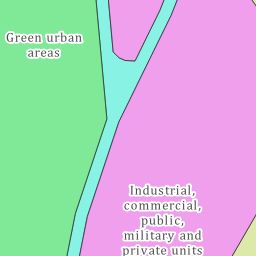 Green urban
areas
Industrial,
commercial,
public,
military and
private units